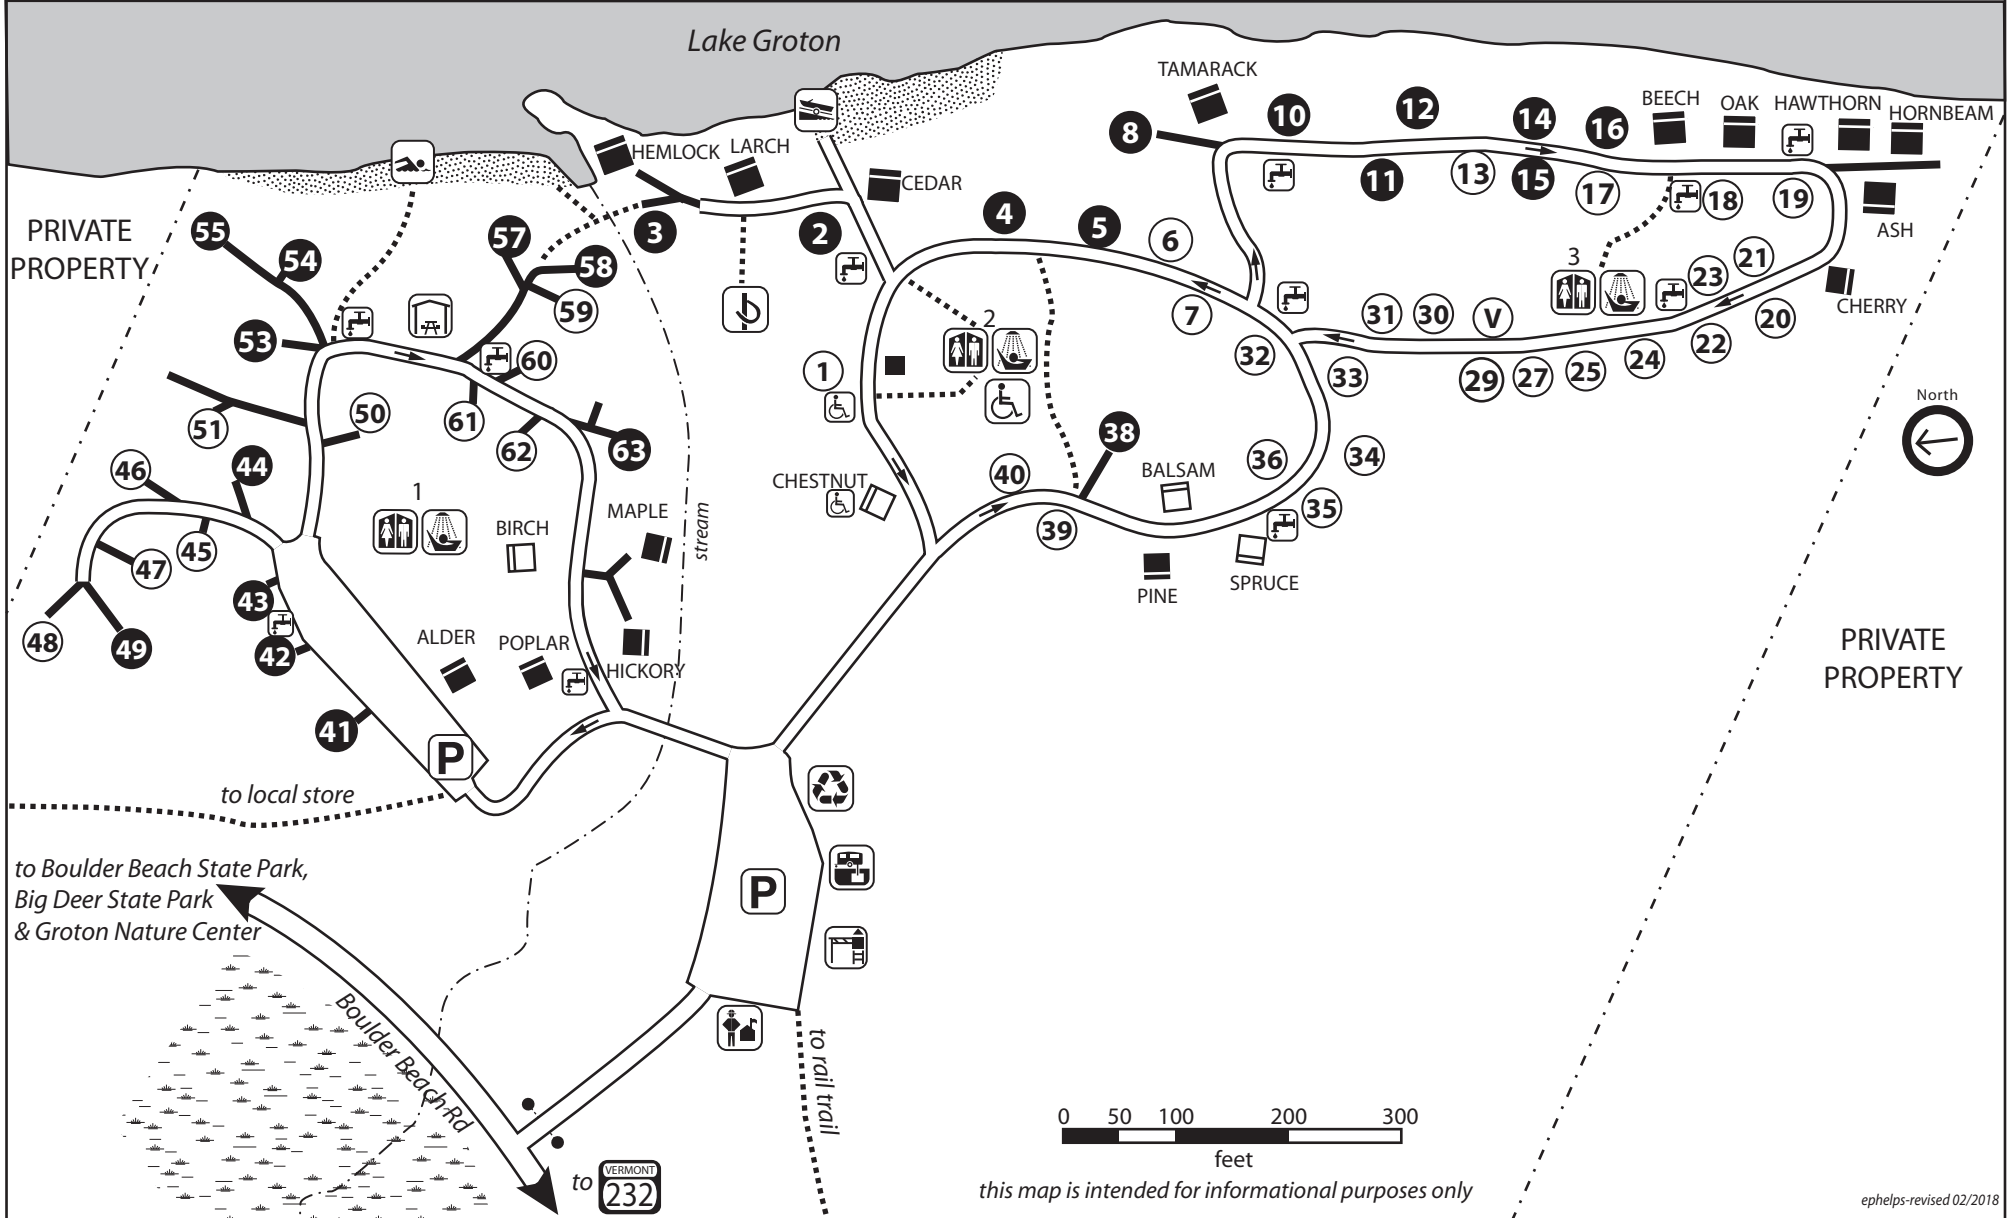 Lake Groton
TAMARACK
BEECH
OAK
HAWTHORN
HORNBEAM
HEMLOCK
LARCH
CEDAR
8
10
12
14
16
11
13
15
17
18
19
ASH
PRIVATE
PROPERTY
55
54
53
57
58
59
3
2
4
5
6
7
3
23
21
CHERRY
20
22
24
25
27
29
V
30
31
32
33
2
1
60
61
62
63
50
51
46
44
45
47
48
49
43
42
41
1
BIRCH
MAPLE
stream
CHESTNUT
40
38
39
BALSAM
36
34
35
PINE
SPRUCE
North
ALDER
POPLAR
HICKORY
PRIVATE
PROPERTY
P
to local store
to Boulder Beach State Park,
Big Deer State Park
& Groton Nature Center
P
Boulder Beach Rd
to rail trail
to
VERMONT
232
0 50 100 200 300
feet
this map is intended for informational purposes only
ephelps-revised 02/2018